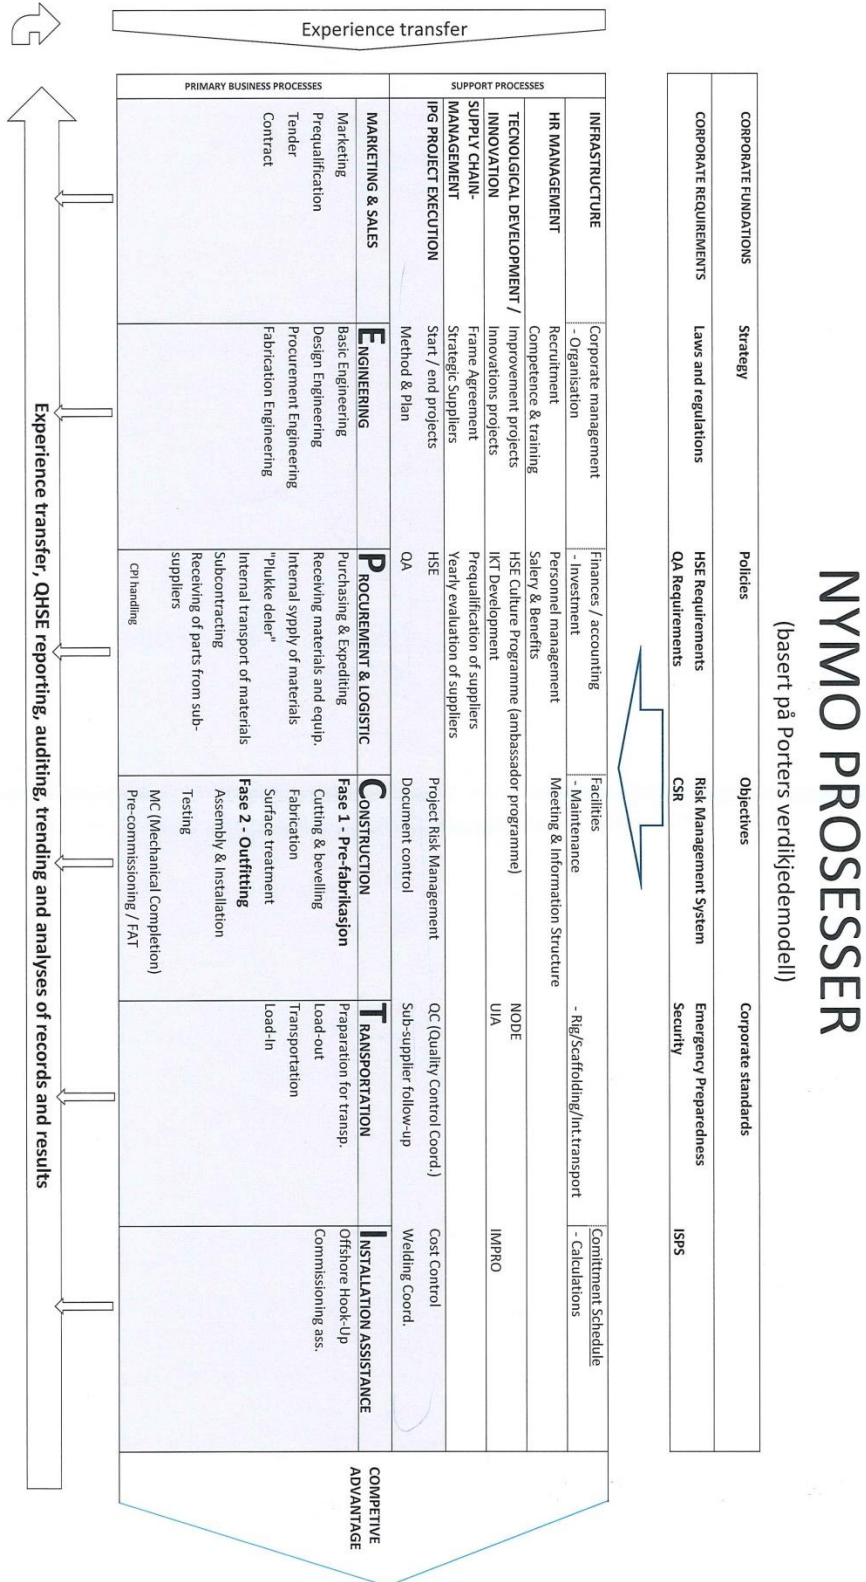 NYMO PROSESSER
(basert på Porters verdikjedemodell)
CORPORATE FUNDATIONS Strategy Policies Objectives Corporate standards
CORPORATE REQUIREMENTS Laws and regulations HSE Requirements Risk Management System Emergency Preparedness ISPS
QA Requirements CSR Security
Experience transfer
SUPPORT PROCESSES
INFRASTRUCTURE Corporate management Finances / accounting Facilities - Rig/Scaffolding/Int.transport Comittment Schedule
- Organisation - Investment - Maintenance - Calculations
HR MANAGEMENT Recruitment Personnel management Meeting & Information Structure
Competence & training Salery & Benefits
TECNOLGICAL DEVELOPMENT / Improvement projects HSE Culture Programme (ambassador programme) NODE IMPRO
INNOVATION Innovations projects IKT Development UIA
SUPPLY CHAIN- Frame Agreement Prequalification of suppliers
MANAGEMENT Strategic Suppliers Yearly evaluation of suppliers
IPG PROJECT EXECUTION Start / end projects HSE Project Risk Management QC (Quality Control Coord.) Cost Control
Method & Plan QA Document control Sub-supplier follow-up Welding Coord.
PRIMARY BUSINESS PROCESSES
MARKETING & SALES
Marketing
Prequalification
Tender
Contract
ENGINEERING
Basic Engineering
Design Engineering
Procurement Engineering
Fabrication Engineering
PROCUREMENT & LOGISTIC
Purchasing & Expediting
Receiving materials and equip.
Internal sypply of materials
"Plukke deler"
Internal transport of materials
Subcontracting
Receiving of parts from sub-
suppliers
CPI handling
CONSTRUCTION
Fase 1 - Pre-fabrikasjon
Cutting & bevelling
Fabrication
Surface treatment
Fase 2 - Outfitting
Assembly & Installation
Testing
MC (Mechanical Completion)
Pre-commissioning / FAT
TRANSPORTATION
Praparation for transp.
Load-out
Transportation
Load-In
INSTALLATION ASSISTANCE
Offshore Hook-Up
Commissioning ass.
COMPETIVE
ADVANTAGE
Experience transfer, QHSE reporting, auditing, trending and analyses of records and results